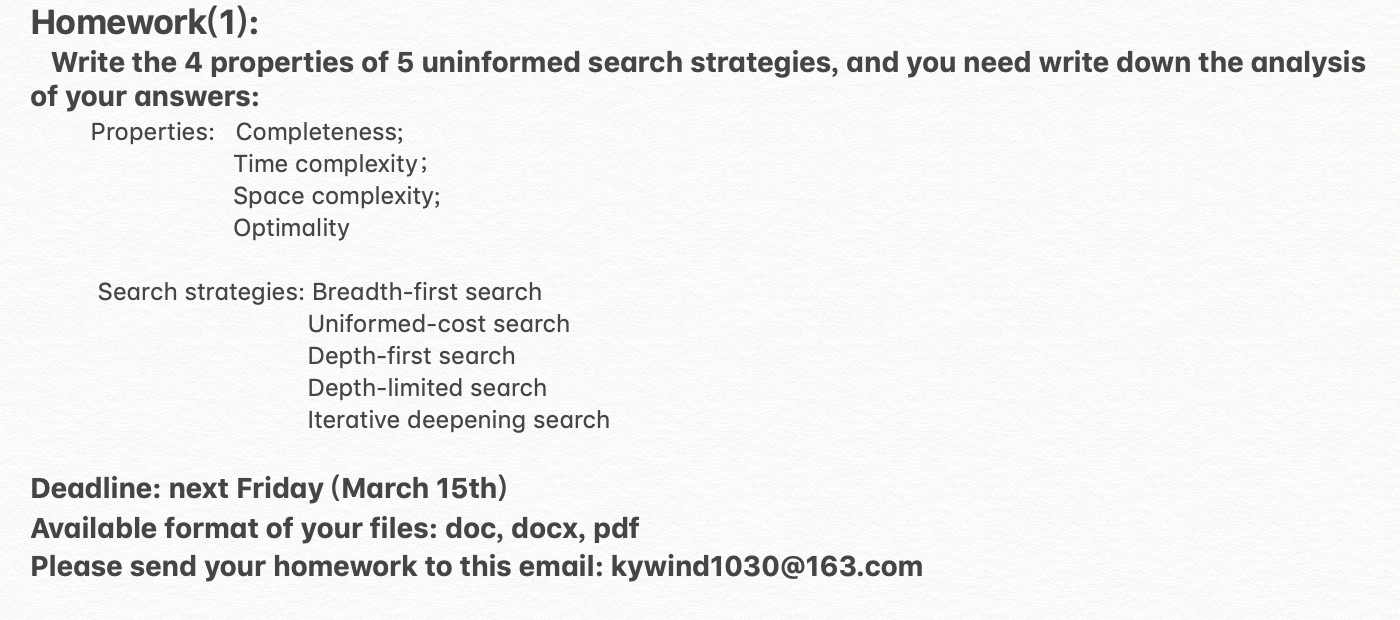 Homework(1):
Write the 4 properties of 5 uninformed search strategies, and you need write down the analysis
of your answers:
Properties: Completeness;
Time complexity;
Space complexity;
Optimality
Search strategies: Breadth-first search
Uniformed-cost search
Depth-first search
Depth-limited search
Iterative deepening search
Deadline: next Friday (March 15th)
Available format of your files: doc, docx, pdf
Please send your homework to this email: kywind1030@163.com